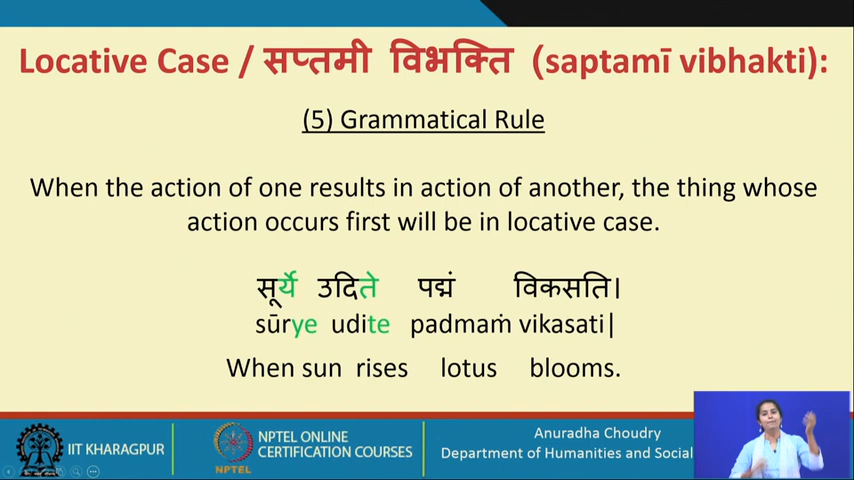 Locative Case / सप्तमी विभक्ति (saptamī vibhakti):
(5) Grammatical Rule
When the action of one results in action of another, the thing whose
action occurs first will be in locative case.
सूर्ये उदिते पद्मं विकसति।
sūrye udite padmaṁ vikasati|
When sun rises lotus blooms.
IIT KHARAGPUR
NPTEL
NPTEL ONLINE
CERTIFICATION COURSES
Anuradha Choudry
Department of Humanities and Social